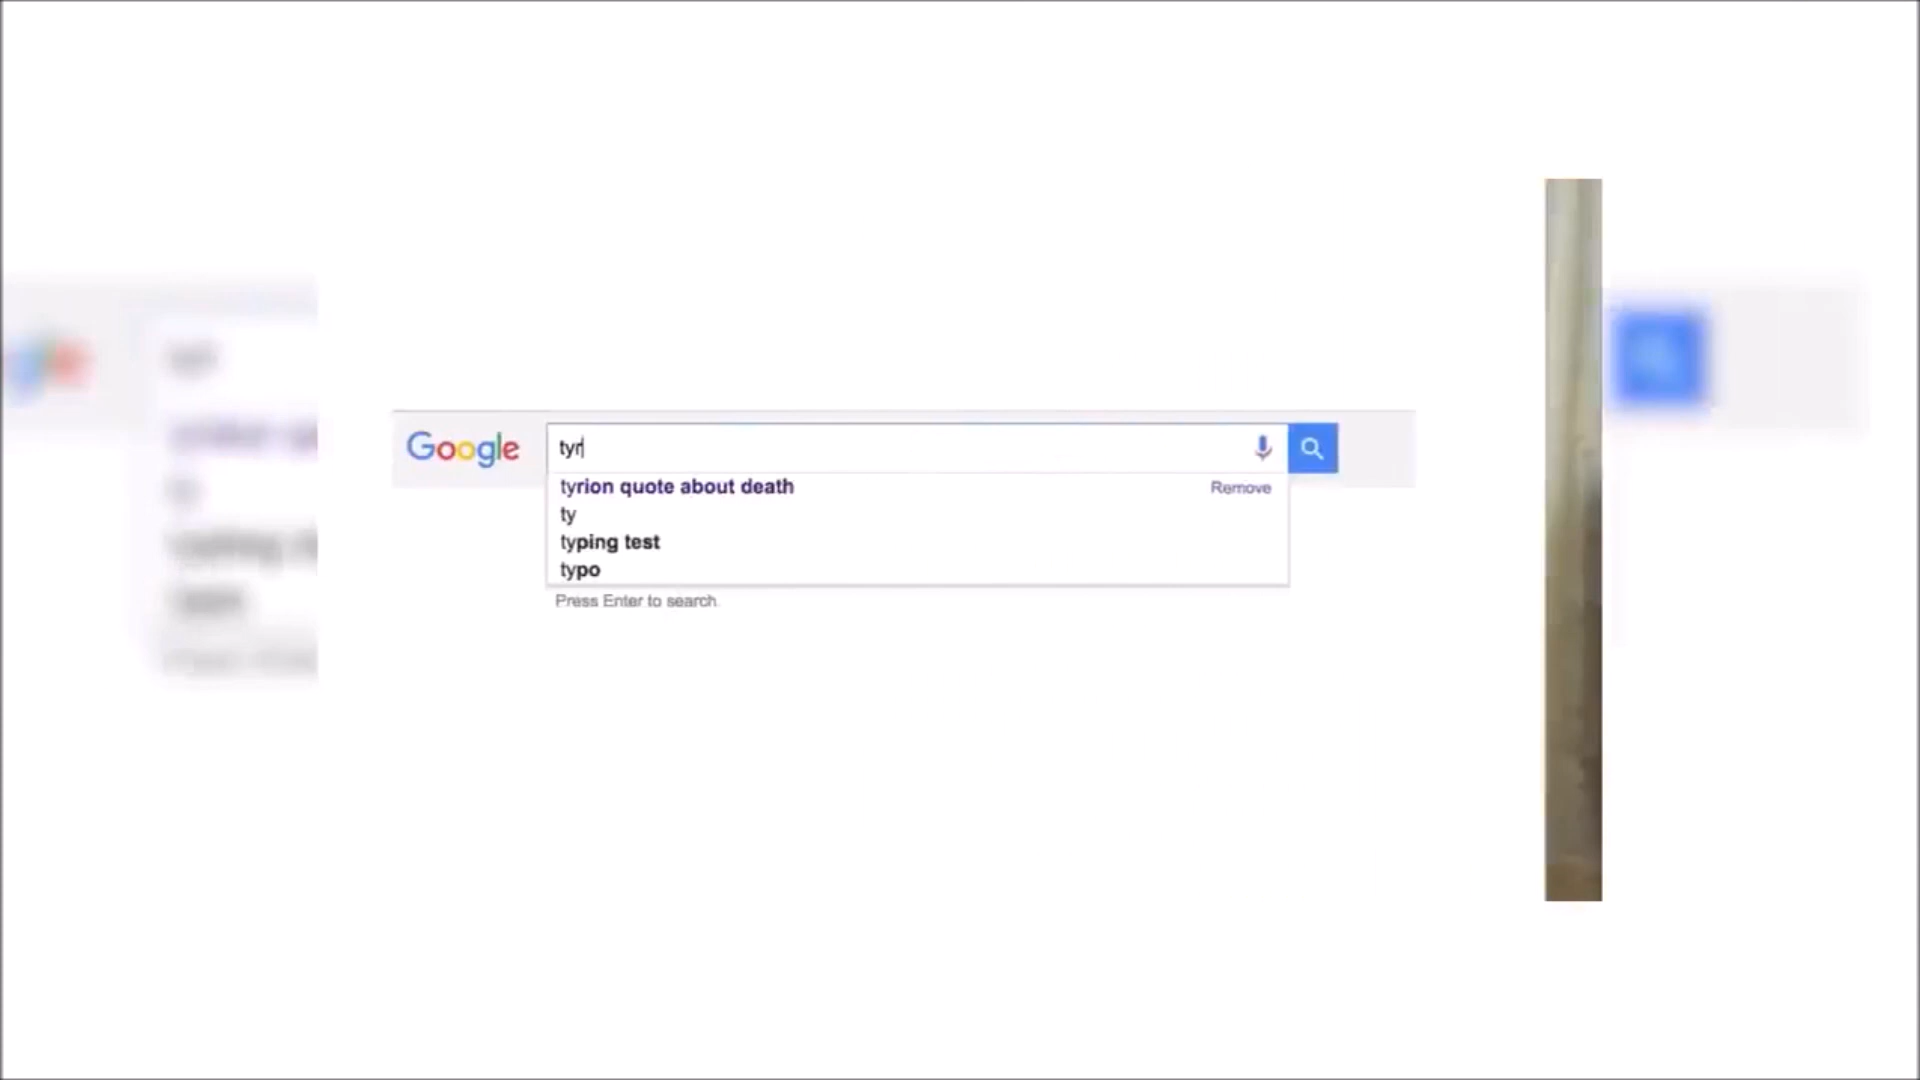 Google
tyr
tyrion quote about death Remove
ty
typing test
typo
Press Enter to search.